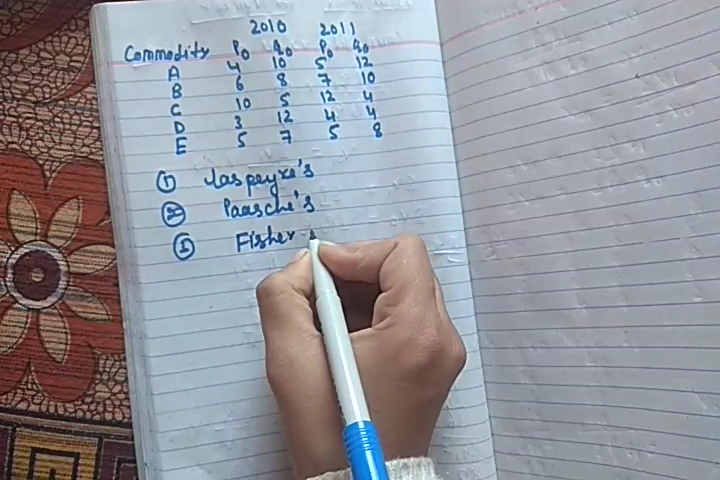 2010 2011
Commodity P0 q0 P0 q0
A 4 10 5 12
B 6 8 7 10
C 10 5 12 4
D 3 12 4 4
E 5 7 5 8
① Laspeyre's
② Paasche's
③ Fisher